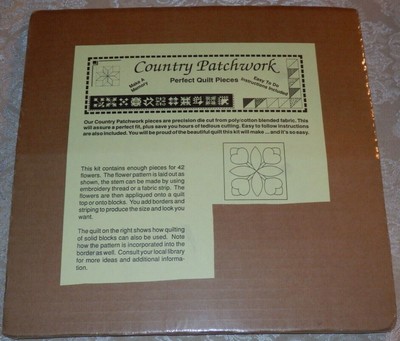 Country Patchwork
Perfect Quilt Pieces
Make A
Memory
Easy To Do
Instructions Included
Our Country Patchwork pieces are precision die cut from poly/cotton blended fabric. This
will assure a perfect fit, plus save you hours of tedious cutting. Easy to follow instructions
are also included. You will be proud of the beautiful quilt this kit will make ... and it's so easy.
This kit contains enough pieces for 42
flowers. The flower pattern is laid out as
shown, the stem can be made by using
embroidery thread or a fabric strip. The
flowers are then appliqued onto a quilt
top or onto blocks. You add borders and
striping to produce the size and look you
want.
The quilt on the right shows how quilting
of solid blocks can also be used. Note
how the pattern is incorporated into the
border as well. Consult your local library
for more ideas and additional informa-
tion.